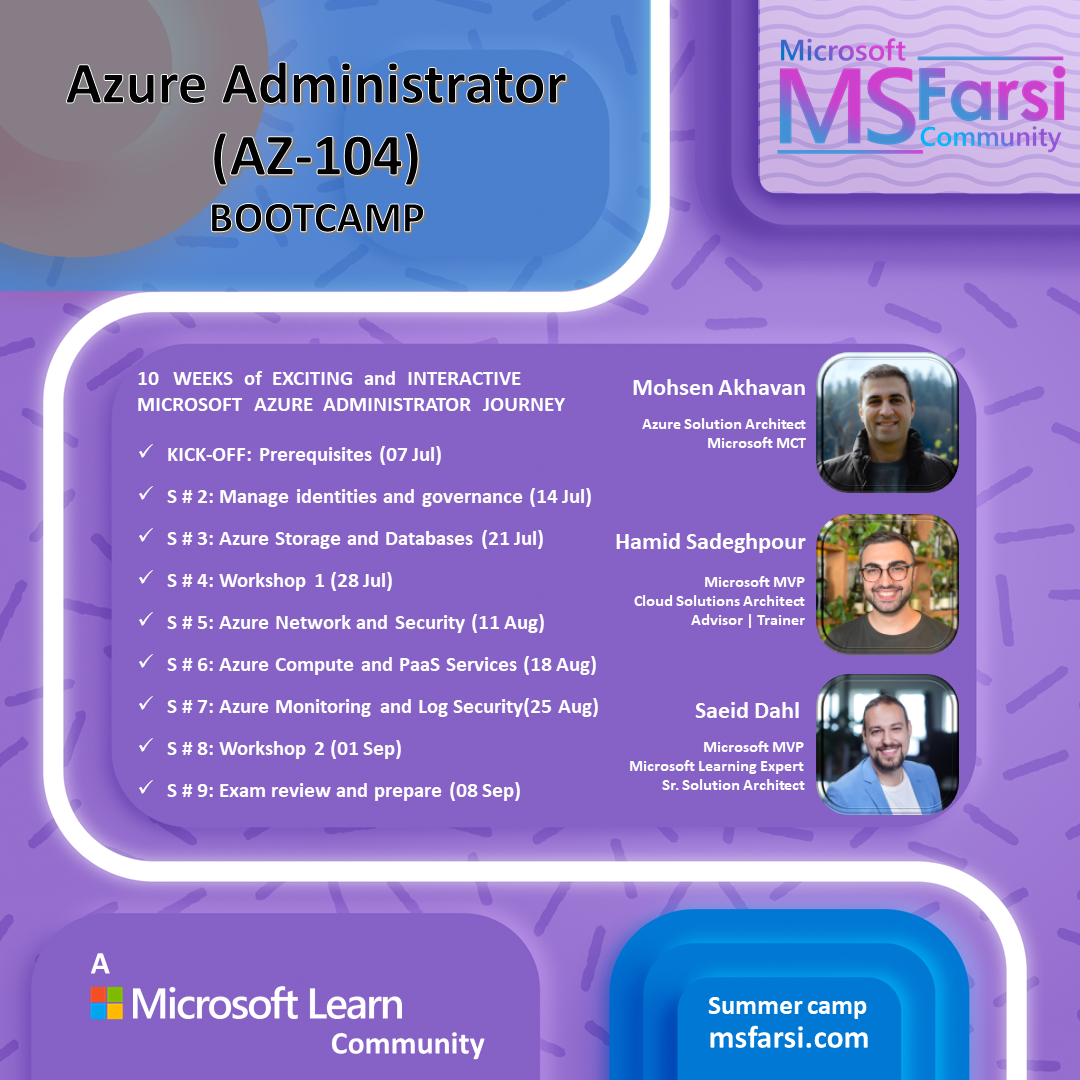 Azure Administrator
(AZ-104)
BOOTCAMP
Microsoft
MSFarsi
Community
10 WEEKS of EXCITING and INTERACTIVE
MICROSOFT AZURE ADMINISTRATOR JOURNEY
✓ KICK-OFF: Prerequisites (07 Jul)
✓ S # 2: Manage identities and governance (14 Jul)
✓ S # 3: Azure Storage and Databases (21 Jul)
✓ S # 4: Workshop 1 (28 Jul)
✓ S # 5: Azure Network and Security (11 Aug)
✓ S # 6: Azure Compute and PaaS Services (18 Aug)
✓ S # 7: Azure Monitoring and Log Security(25 Aug)
✓ S # 8: Workshop 2 (01 Sep)
✓ S # 9: Exam review and prepare (08 Sep)
Mohsen Akhavan
Azure Solution Architect
Microsoft MCT
Hamid Sadeghpour
Microsoft MVP
Cloud Solutions Architect
Advisor | Trainer
Saeid Dahl
Microsoft MVP
Microsoft Learning Expert
Sr. Solution Architect
A
Microsoft Learn
Community
Summer camp
msfarsi.com